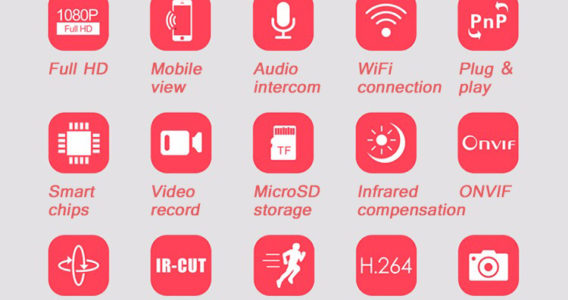 1080P
Full HD
PnP
Full HD
Mobile view
Audio intercom
WiFi connection
Plug & play
TF
ONVIF
Smart chips
Video record
MicroSD storage
Infrared compensation
ONVIF
IR-CUT
H.264